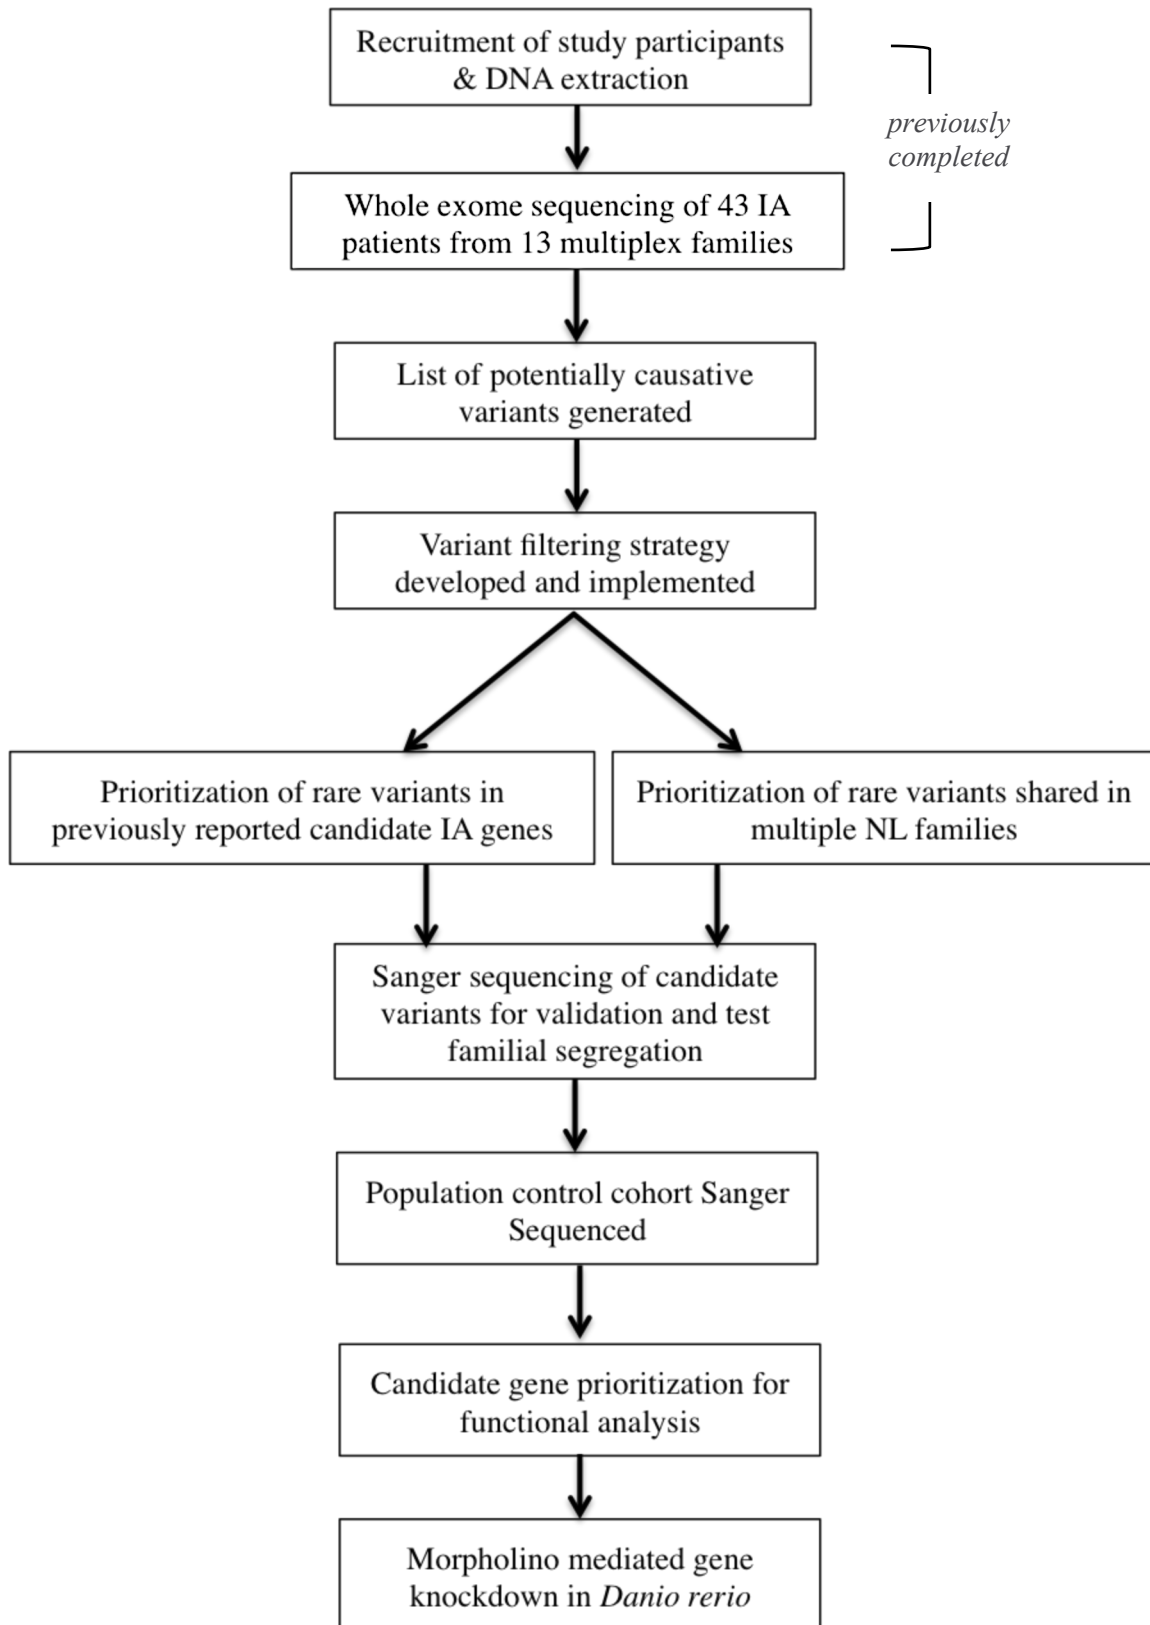 Recruitment of study participants
& DNA extraction
previously
completed
Whole exome sequencing of 43 IA
patients from 13 multiplex families
List of potentially causative
variants generated
Variant filtering strategy
developed and implemented
Prioritization of rare variants in
previously reported candidate IA genes
Prioritization of rare variants shared in
multiple NL families
Sanger sequencing of candidate
variants for validation and test
familial segregation
Population control cohort Sanger
Sequenced
Candidate gene prioritization for
functional analysis
Morpholino mediated gene
knockdown in Danio rerio